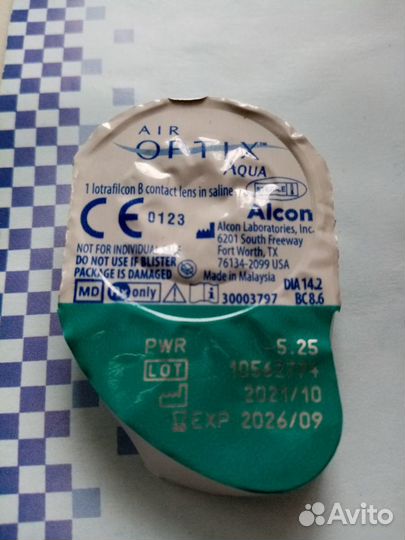 AIR
OPTIX™
AQUA
1 lotrafilcon B contact lens in saline STERILE
CE 0123 Alcon
Alcon Laboratories, Inc.
6201 South Freeway
Fort Worth, TX
76134-2099 USA
Made in Malaysia
NOT FOR INDIVIDUAL
DO NOT USE IF BLISTER
PACKAGE IS DAMAGED
DIA 14.2
BC 8.6
MD only 30003797
PWR -5.25
LOT
2021/10
EXP 2026/09
Avito